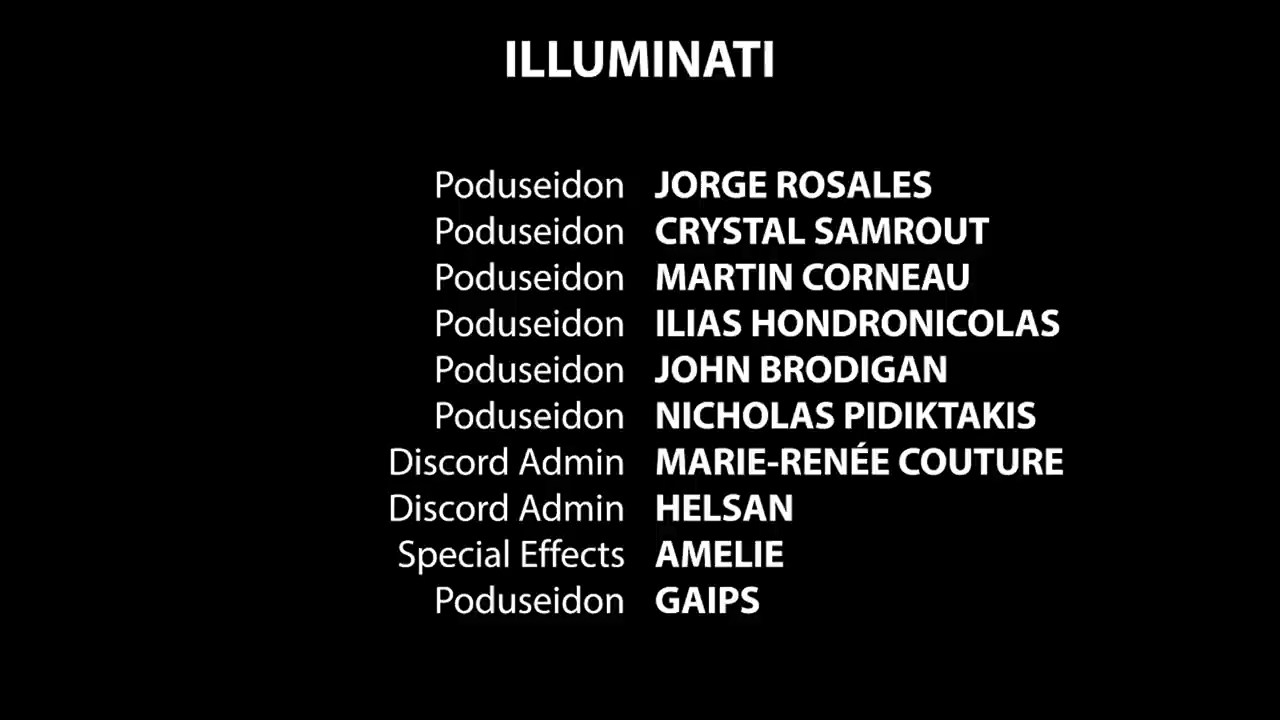 ILLUMINATI
Poduseidon JORGE ROSALES
Poduseidon CRYSTAL SAMROUT
Poduseidon MARTIN CORNEAU
Poduseidon ILIAS HONDRONICOLAS
Poduseidon JOHN BRODIGAN
Poduseidon NICHOLAS PIDIKTAKIS
Discord Admin MARIE-RENÉE COUTURE
Discord Admin HELSAN
Special Effects AMELIE
Poduseidon GAIPS